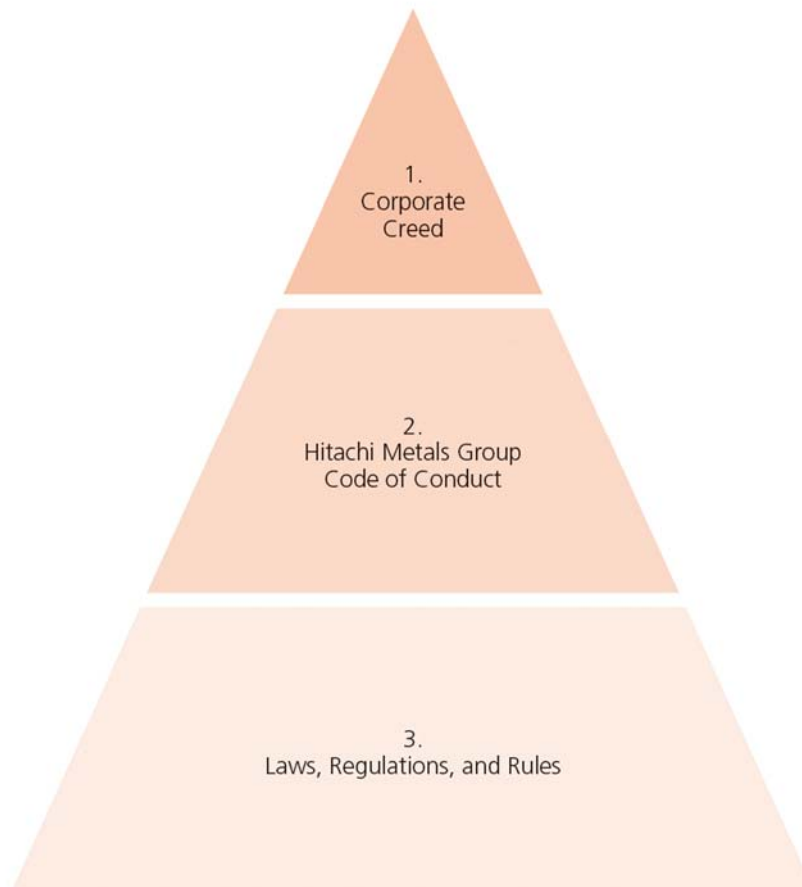 1.
Corporate
Creed
2.
Hitachi Metals Group
Code of Conduct
3.
Laws, Regulations, and Rules